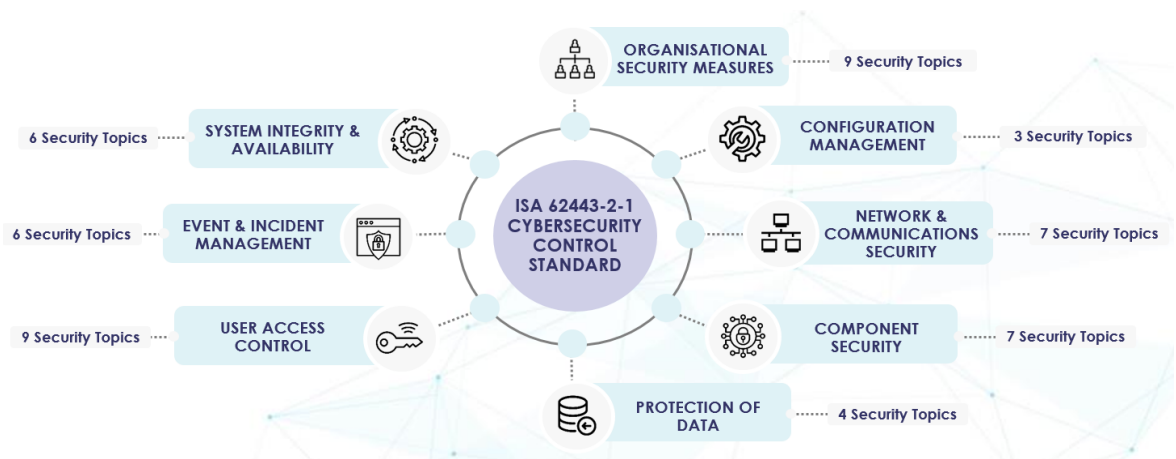 ORGANISATIONAL
SECURITY MEASURES
9 Security Topics
CONFIGURATION
MANAGEMENT
3 Security Topics
NETWORK &
COMMUNICATIONS
SECURITY
7 Security Topics
COMPONENT
SECURITY
7 Security Topics
PROTECTION OF
DATA
4 Security Topics
USER ACCESS
CONTROL
9 Security Topics
EVENT & INCIDENT
MANAGEMENT
6 Security Topics
SYSTEM INTEGRITY &
AVAILABILITY
6 Security Topics
ISA 62443-2-1
CYBERSECURITY
CONTROL
STANDARD